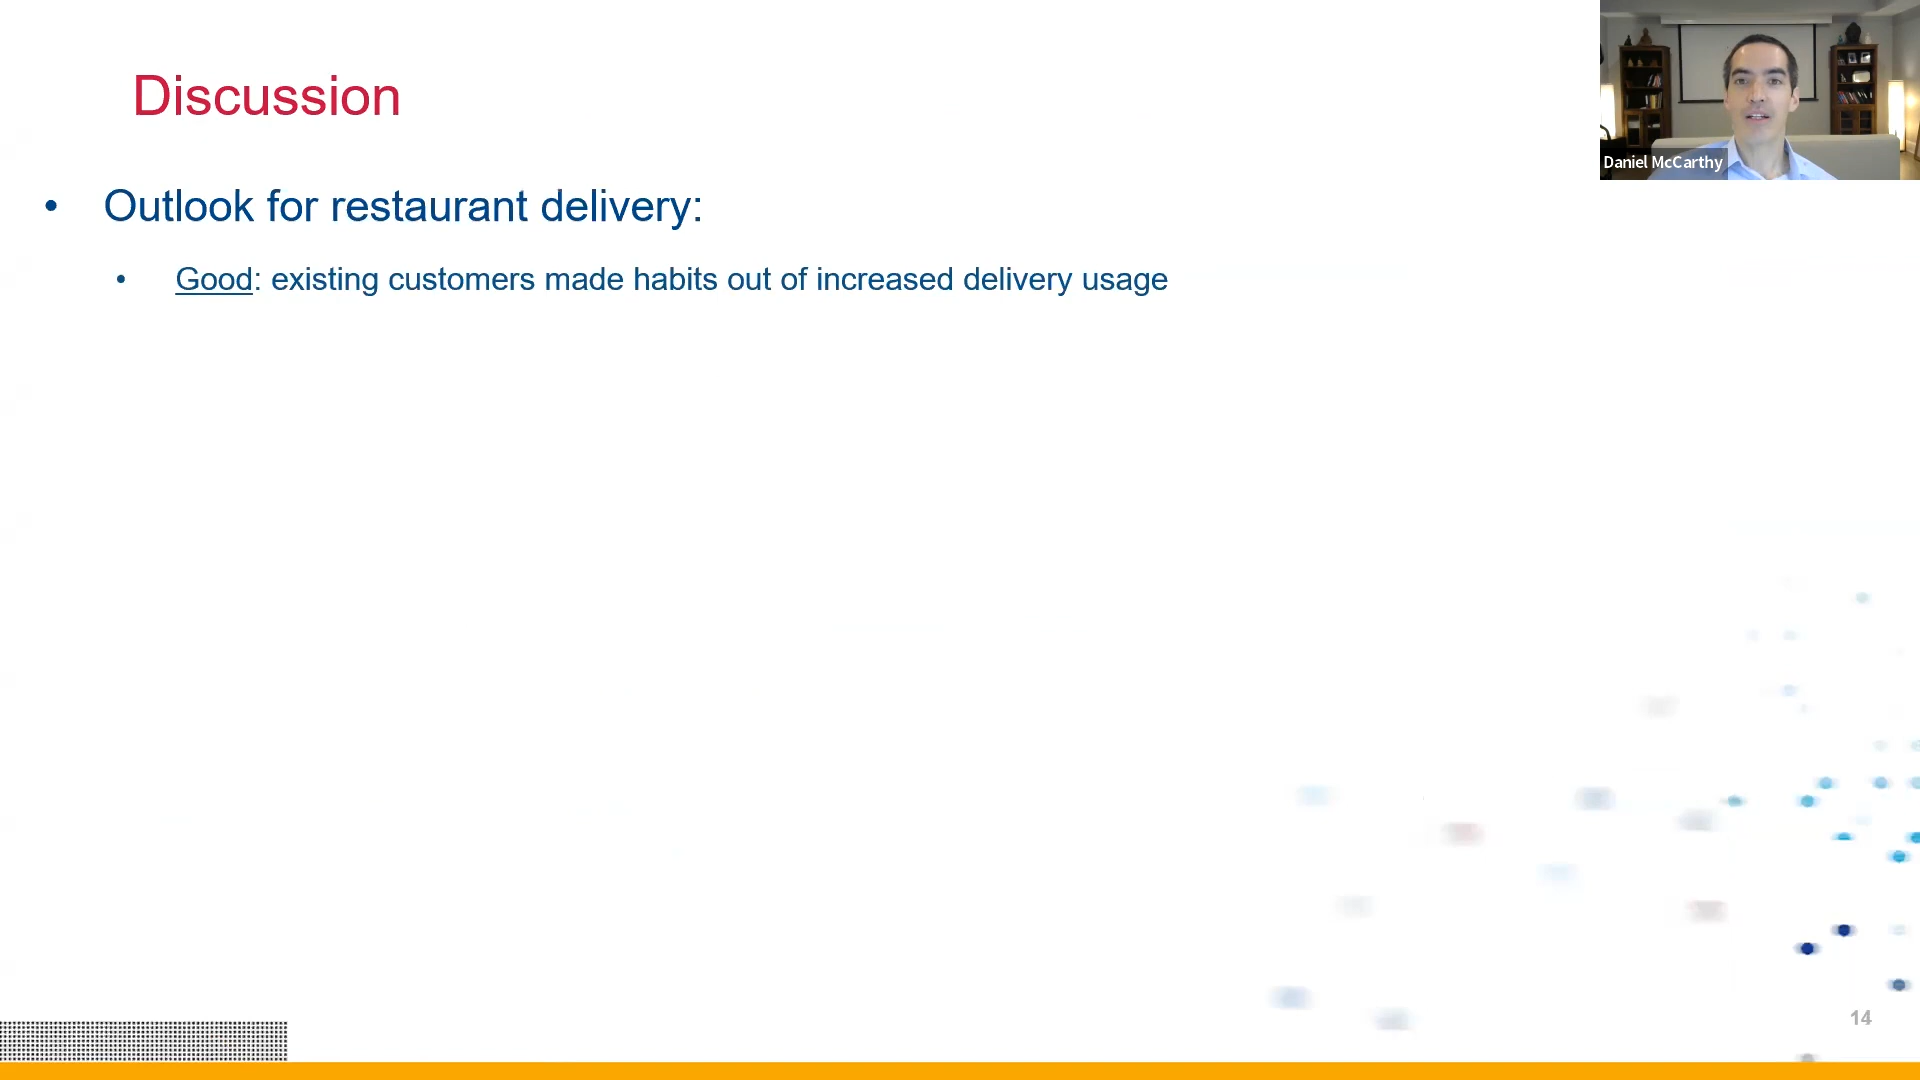 Discussion
Daniel McCarthy
• Outlook for restaurant delivery:
• Good: existing customers made habits out of increased delivery usage
14